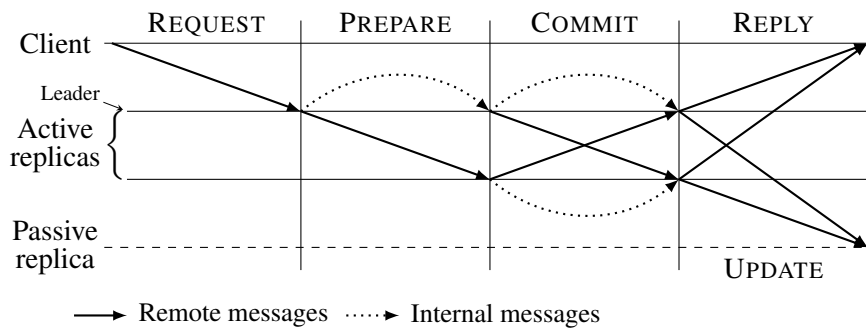 REQUEST PREPARE COMMIT REPLY
Client
Leader
Active
replicas
Passive
replica
UPDATE
Remote messages Internal messages